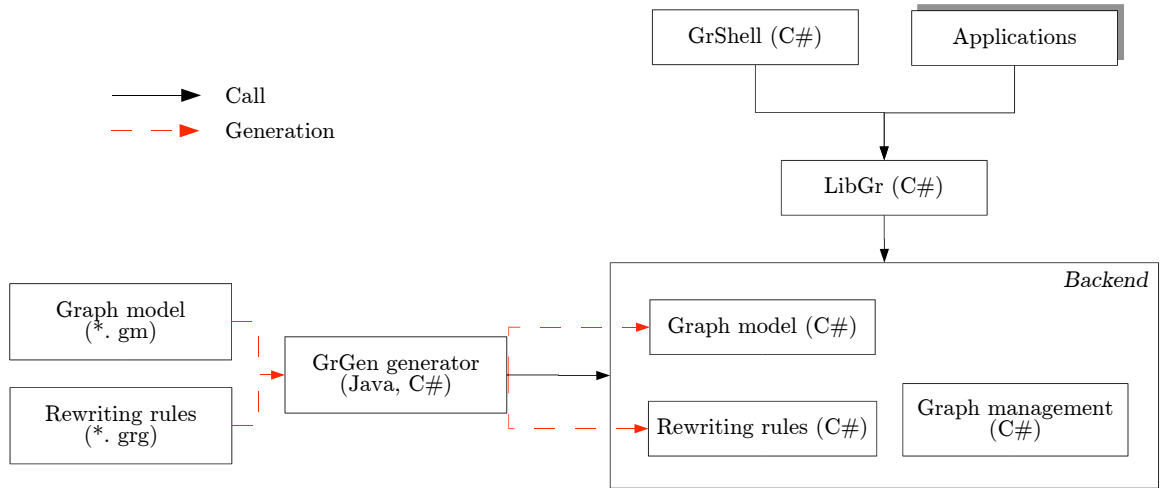 GrShell (C#)
Applications
Call
Generation
LibGr (C#)
Backend
Graph model
(*. gm)
Graph model (C#)
GrGen generator
(Java, C#)
Rewriting rules
(*. grg)
Rewriting rules (C#)
Graph management
(C#)